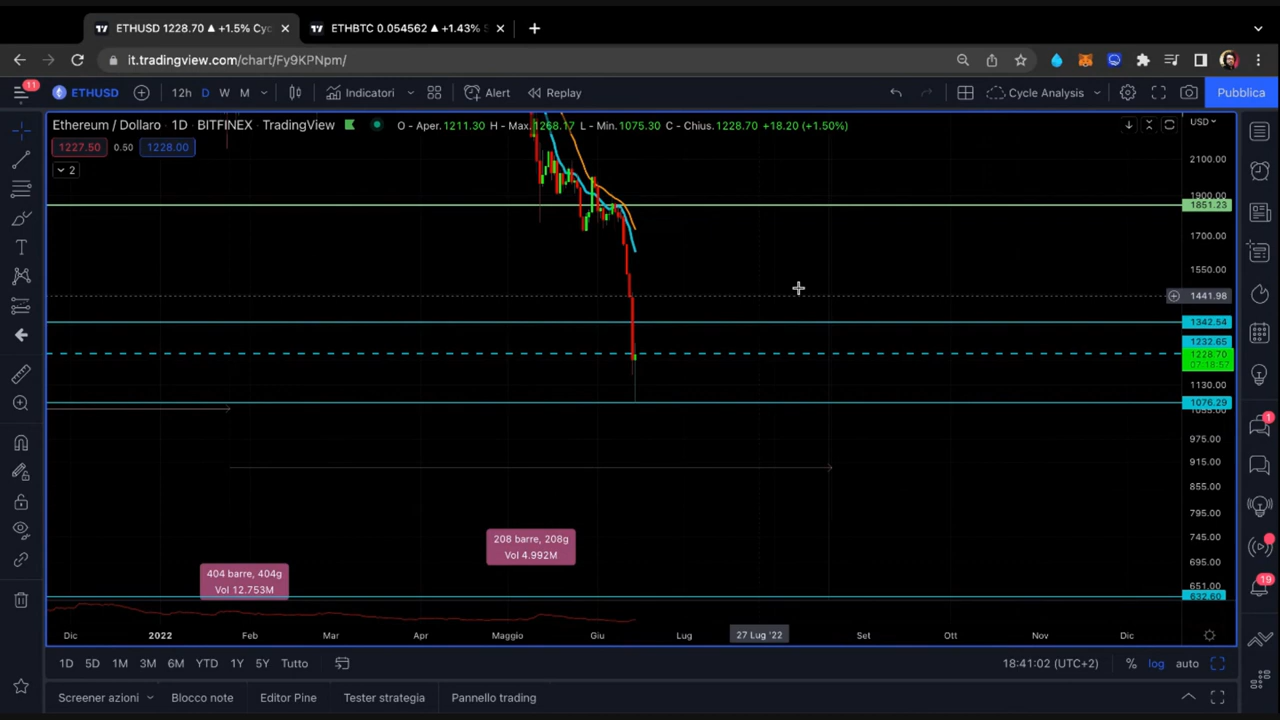 ETHUSD 1228.70 ▲ +1.5% Cyc
ETHBTC 0.054562 ▲ +1.43%
it.tradingview.com/chart/Fy9KPNpm/
11
ETHUSD
12h D W M
Indicatori
Alert
Replay
Cycle Analysis
Pubblica
Ethereum / Dollaro · 1D · BITFINEX · TradingView
O - Aper.1211.30 H - Max.1268.17 L - Min.1075.30 C - Chius.1228.70 +18.20 (+1.50%)
USD
1227.50 0.50 1228.00
2
2100.00
1900.00
1851.23
1700.00
1550.00
1441.98
1342.54
1232.65
1228.70
07:18:57
1130.00
1076.29
1055.00
975.00
915.00
855.00
795.00
745.00
695.00
651.00
632.60
208 barre, 208g
Vol 4.992M
404 barre, 404g
Vol 12.753M
1
19
Dic 2022 Feb Mar Apr Maggio Giu Lug 27 Lug '22 Set Ott Nov Dic
1D 5D 1M 3M 6M YTD 1Y 5Y Tutto
18:41:02 (UTC+2) % log auto
Screener azioni Blocco note Editor Pine Tester strategia Pannello trading